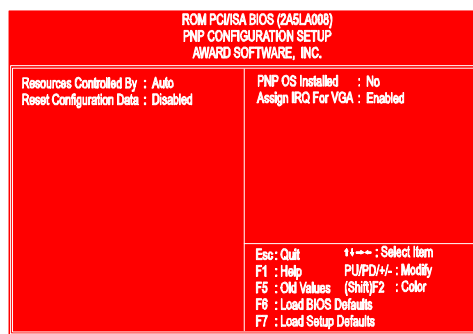 ROM PCI/ISA BIOS (2A5LA008)
PNP CONFIGURATION SETUP
AWARD SOFTWARE, INC.
Resources Controlled By : Auto
Reset Configuration Data : Disabled
PNP OS Installed : No
Assign IRQ For VGA : Enabled
Esc : Quit ↑↓→← : Select Item
F1 : Help PU/PD/+/- : Modify
F5 : Old Values (Shift)F2 : Color
F6 : Load BIOS Defaults
F7 : Load Setup Defaults